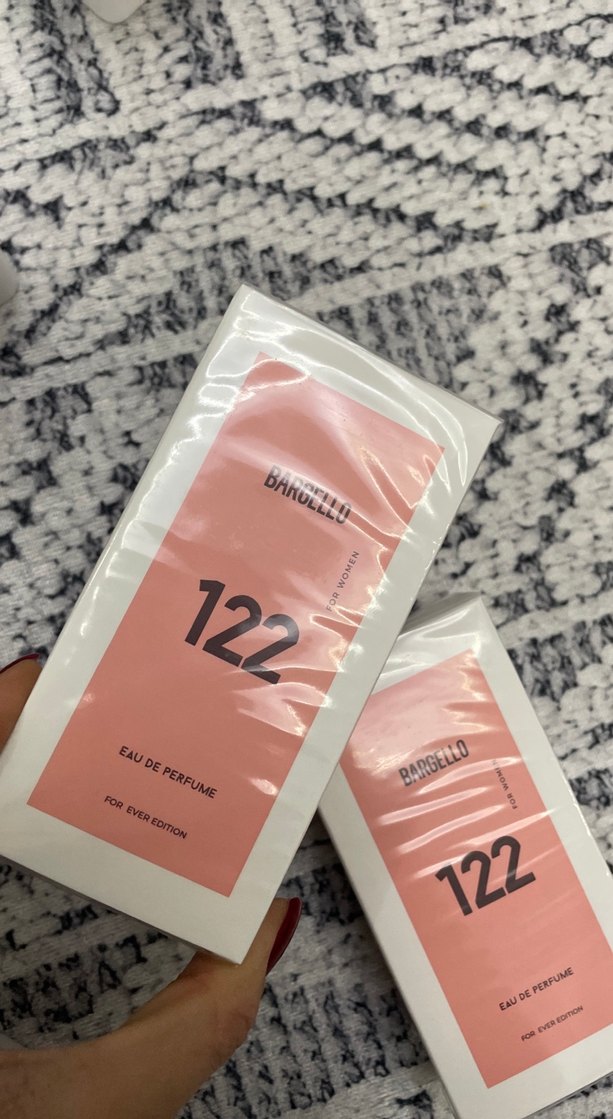 BARGELLO
FOR WOMEN
122
EAU DE PERFUME
FOR EVER EDITION
BARGELLO
FOR WOMEN
122
EAU DE PERFUME
FOR EVER EDITION